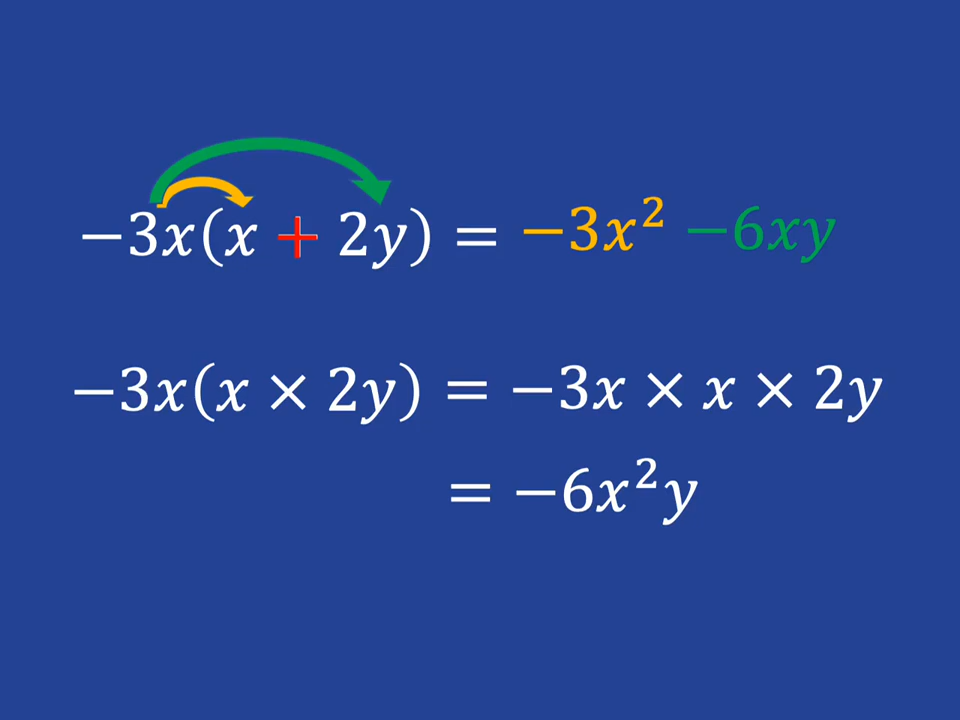 −3x(x + 2y) = −3x² −6xy
−3x(x × 2y) = −3x × x × 2y
= −6x²y